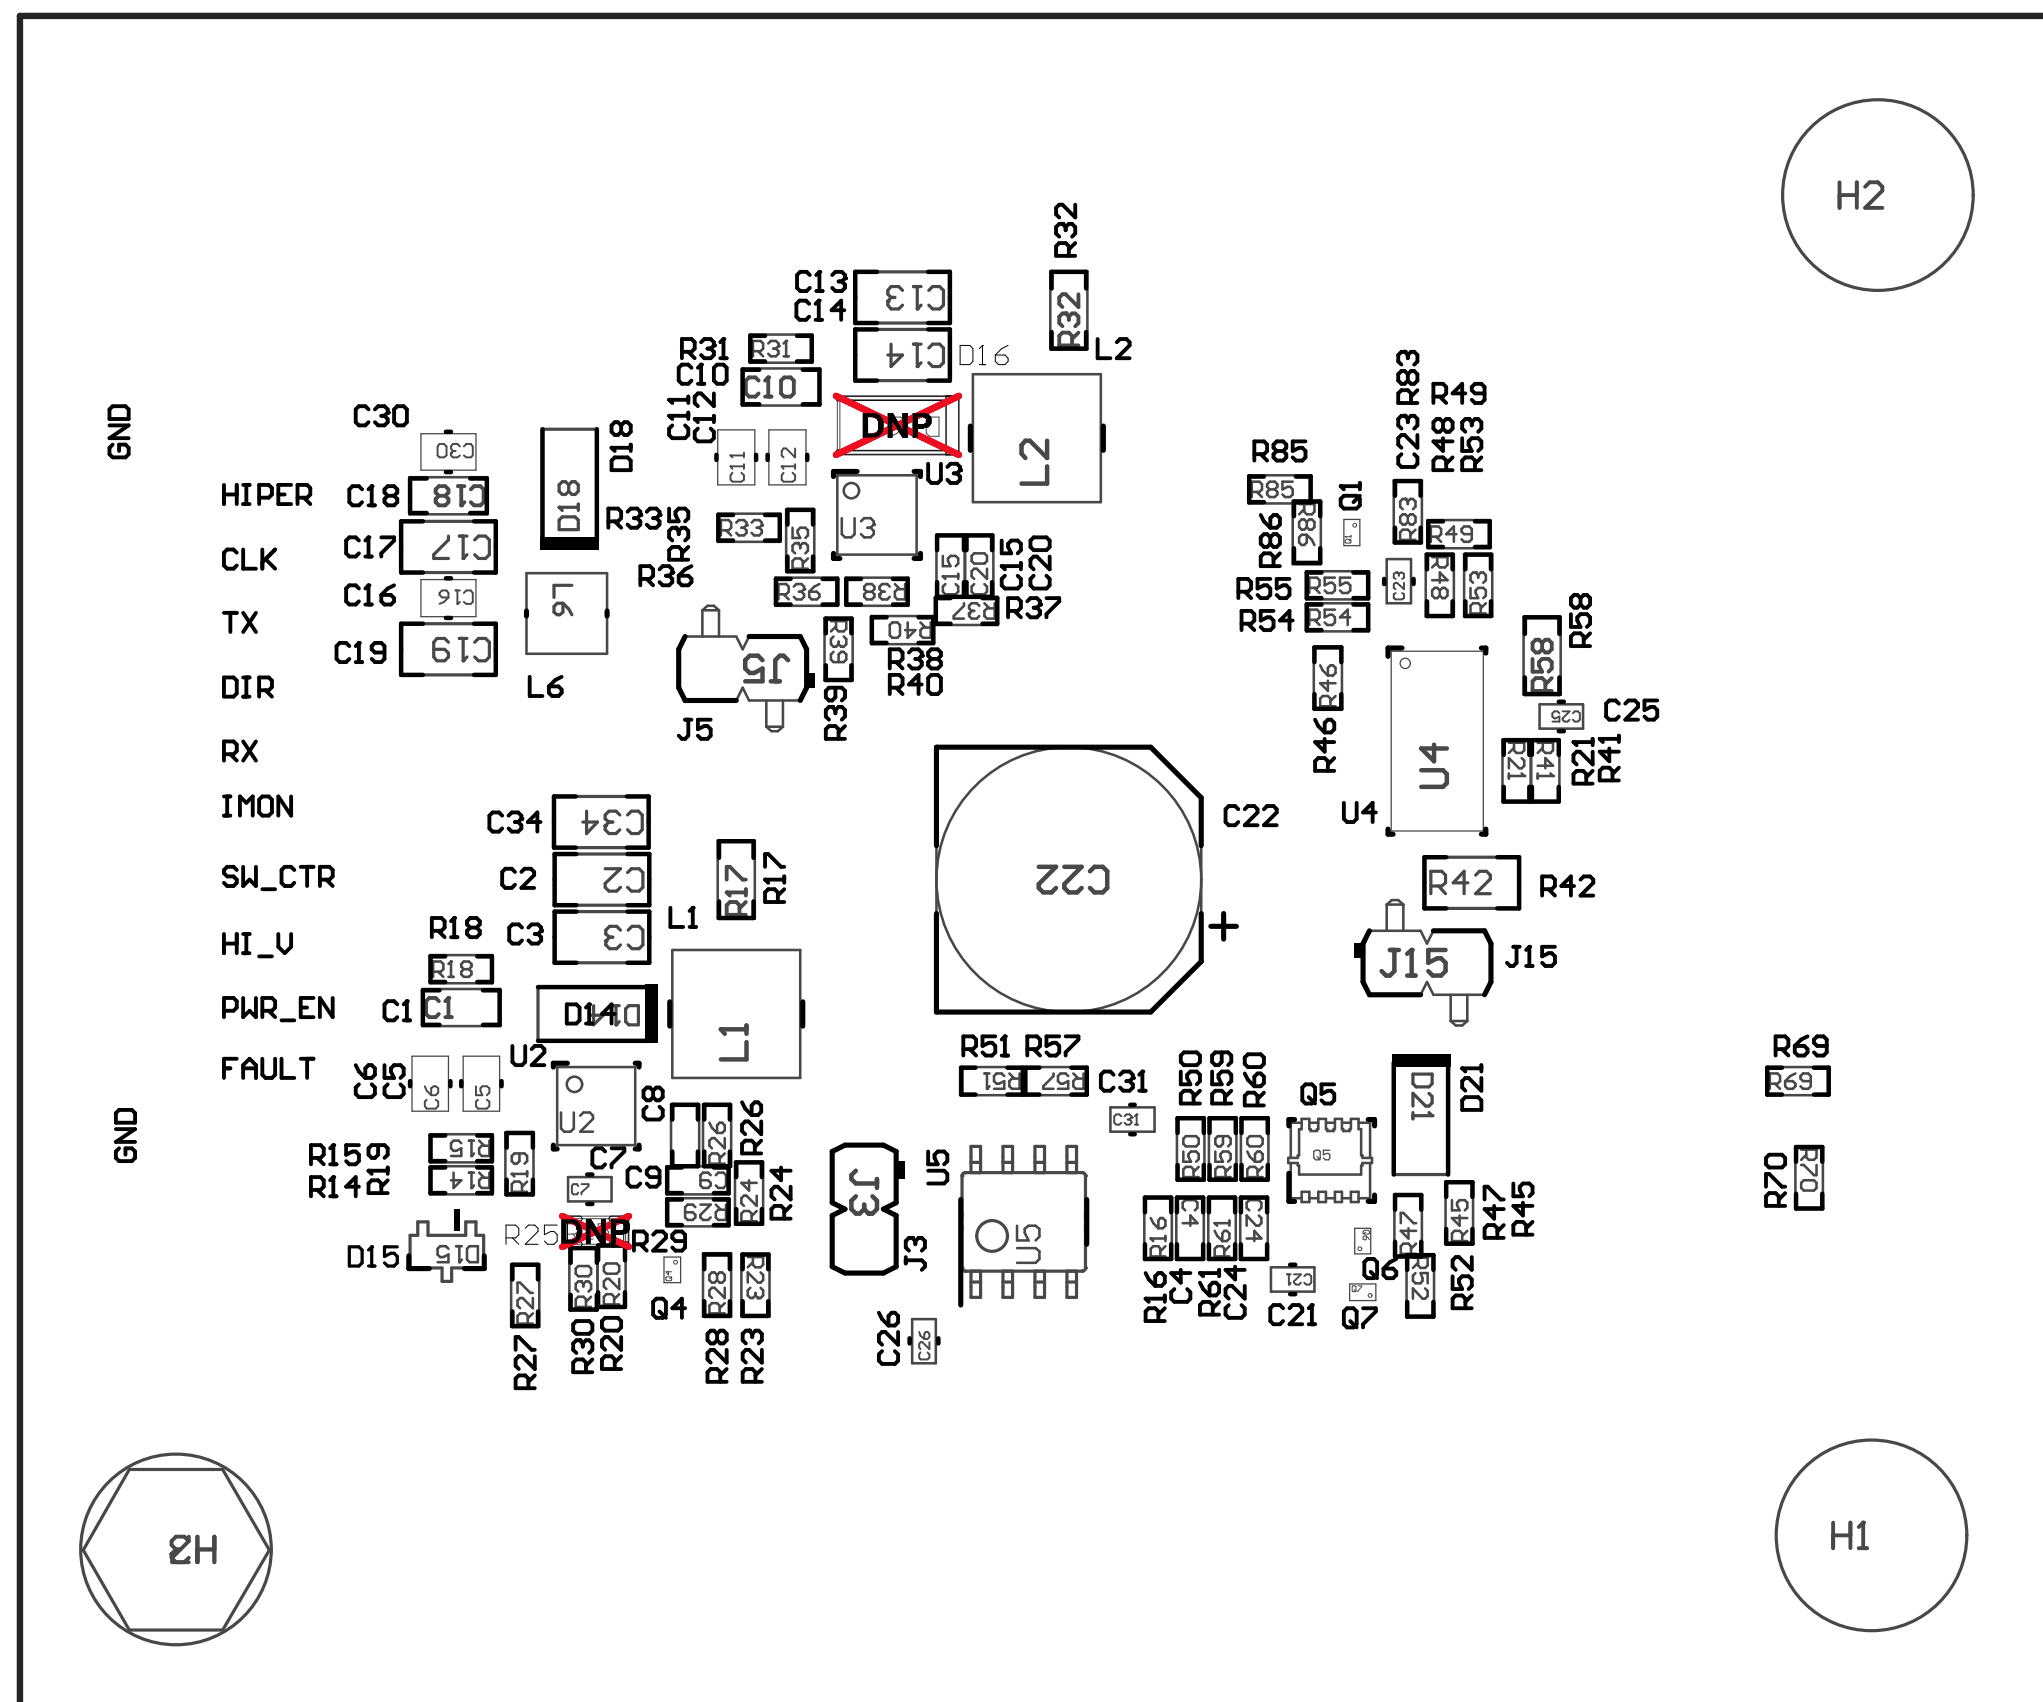 H2
R32
R32
C13
C13
C14
C14
D16
R31
R31
L2
L2
C10
C10
C11
C12
C11
C12
DNP
U3
U3
GND
C30
C30
D18
D18
HIPER
C18
C18
C17
C17
CLK
C16
C16
TX
C19
C19
DIR
L6
L6
RX
R33
R33
R35
R35
R36
R36
R38
C15
C20
C15
C20
R37
R37
R40
R38
R40
R39
R39
J5
J5
R83
R49
C23
R48
R53
R85
R85
Q1
Q1
R83
R86
R86
R49
R55
R55
C23
R48
R53
R54
R54
R58
R58
R46
R46
C25
C25
U4
U4
R21
R41
R21
R41
R42
R42
J15
J15
IMON
C34
C34
SW_CTR
C2
C2
R17
R17
C22
C22
+
HI_V
C3
C3
L1
L1
R18
R18
PWR_EN
C1
C1
D14
D14
FAULT
U2
U2
C6
C5
C6
C5
C8
R26
R26
GND
R15
R14
R19
R15
R14
R19
C7
C7
C9
C9
R24
R24
R29
R29
D15
D15
R25
DNP
R27
R27
R30
R20
R30
R20
Q4
Q4
R28
R23
R28
R23
R51
R57
R51
R57
C31
C31
R50
R59
R60
R50
R59
R60
Q5
Q5
D21
D21
R69
R69
R70
R70
J3
J3
U5
U5
R16
C4
R61
C24
R16
C4
R61
C24
C21
C21
Q6
Q6
Q7
Q7
R47
R45
R47
R45
R52
R52
C26
C26
H1